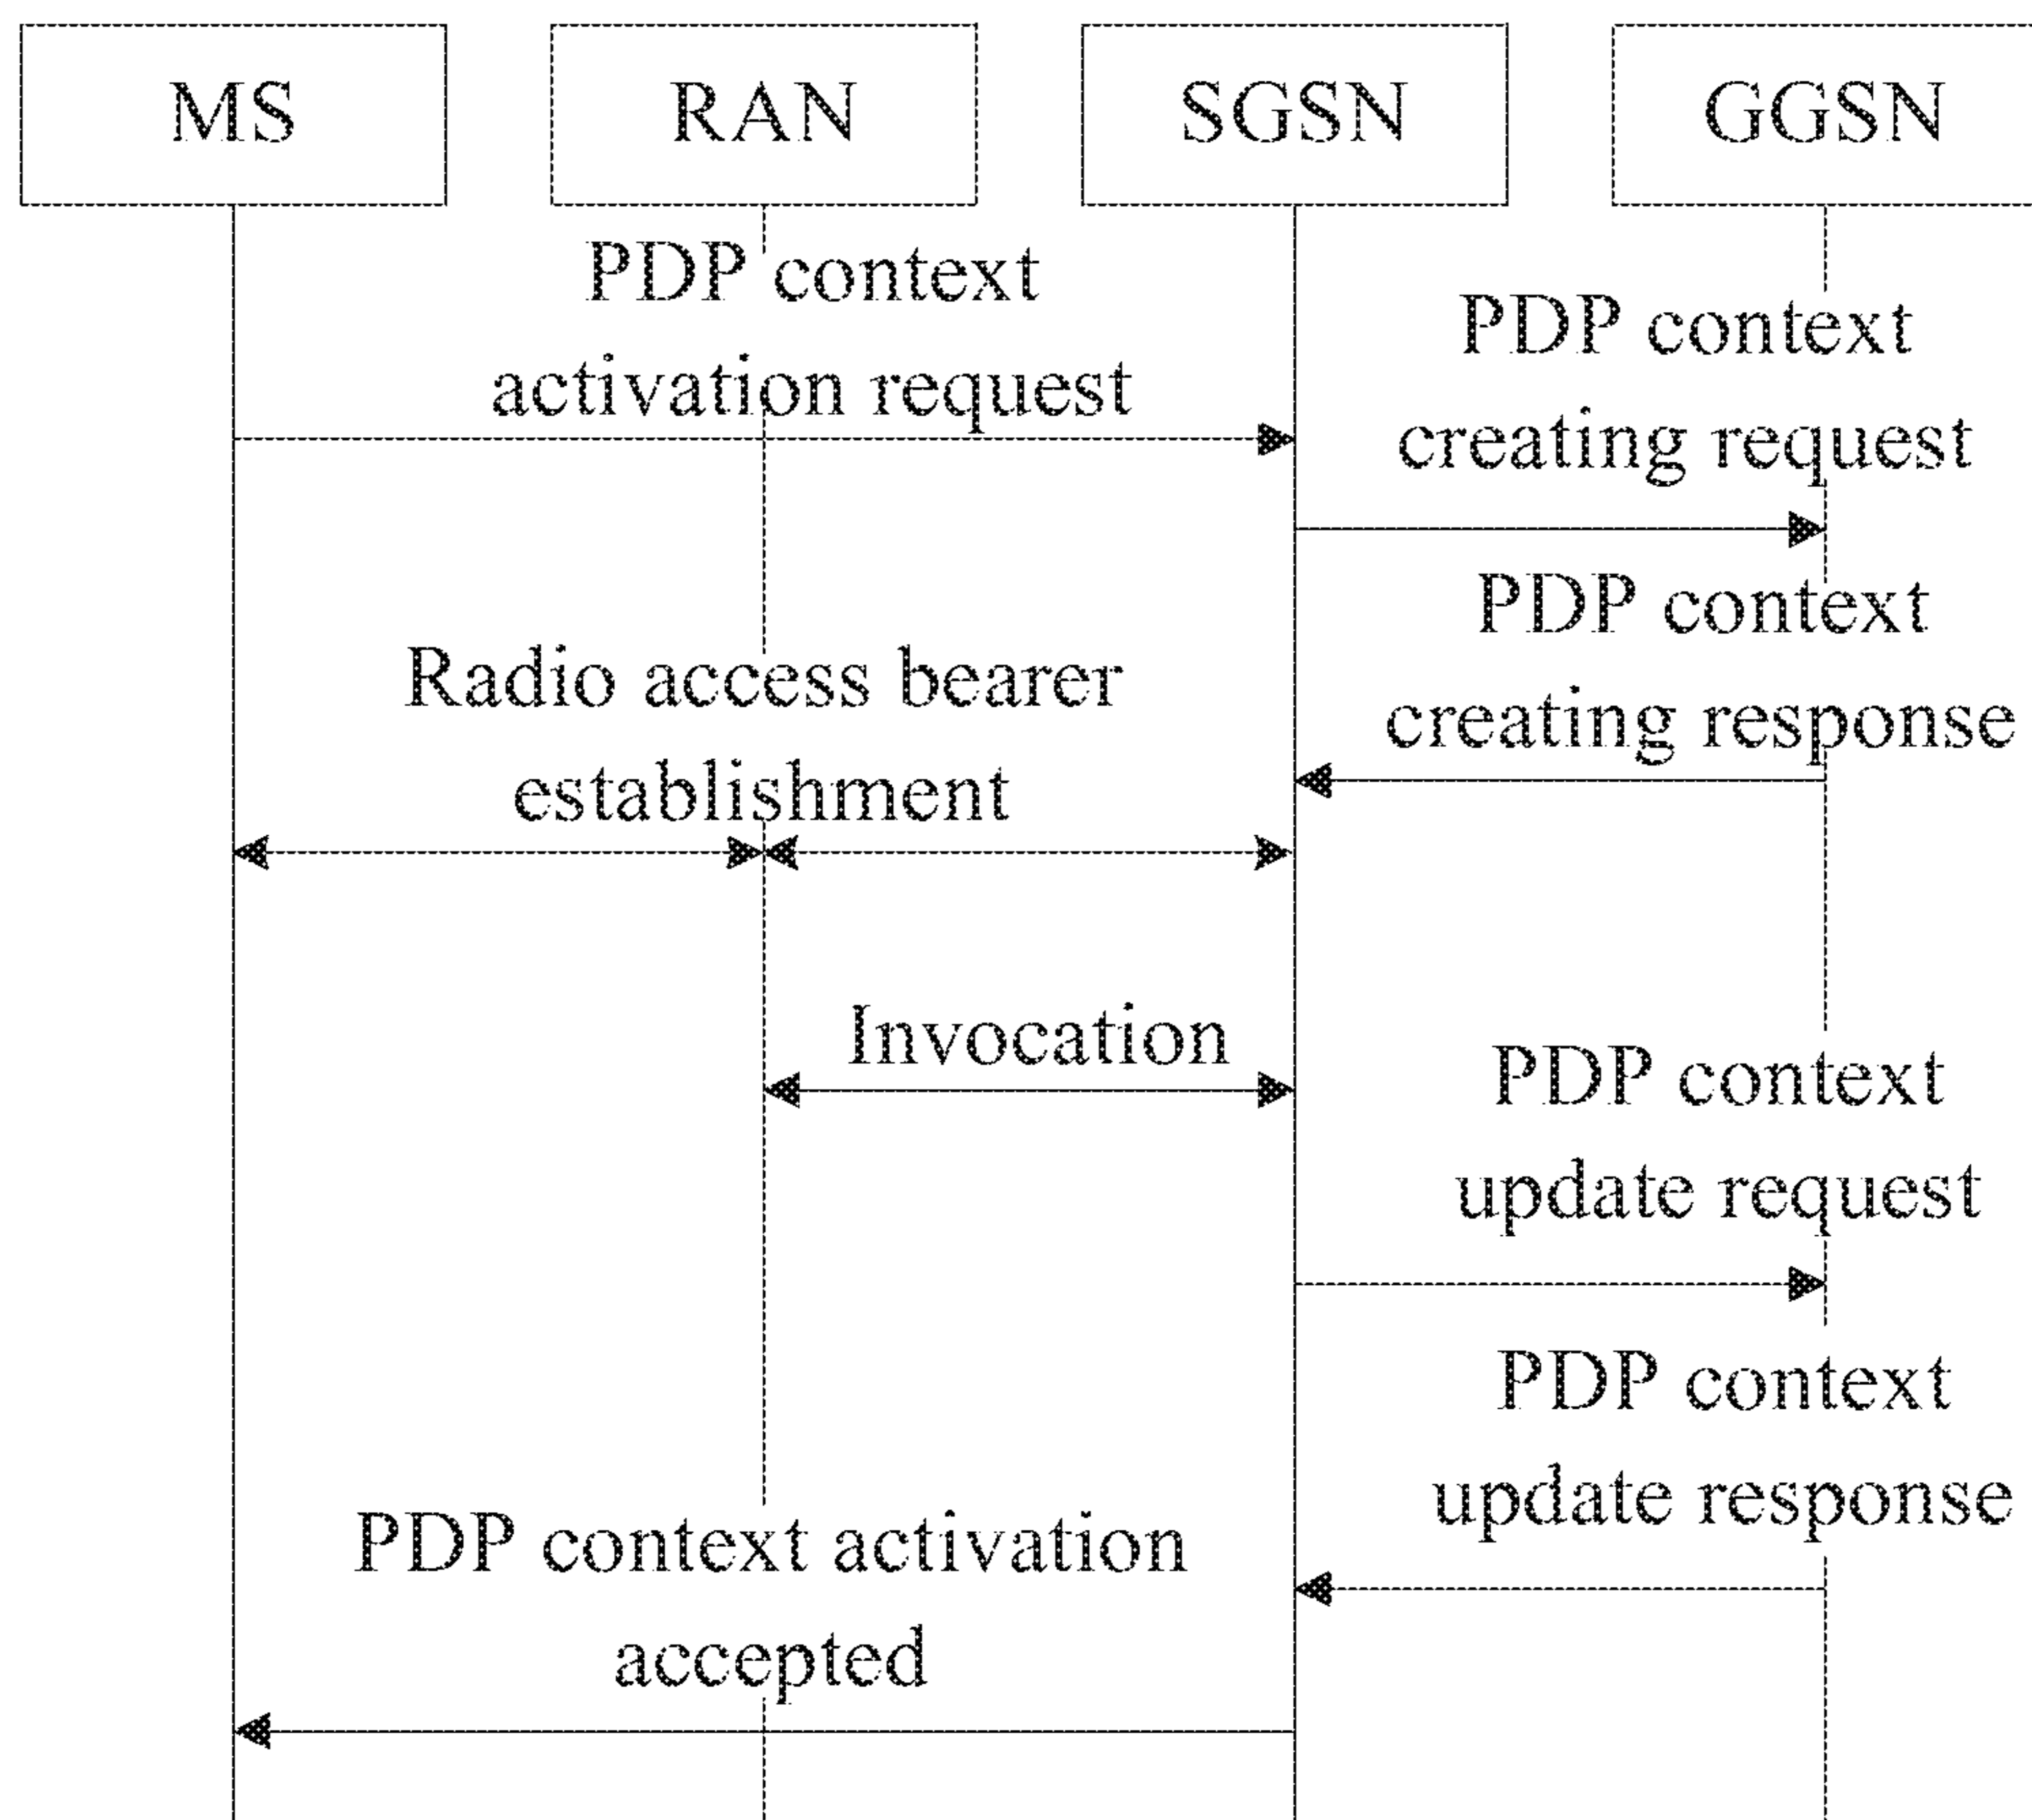 MS
RAN
SGSN
GGSN
PDP context
activation request
PDP context
creating request
PDP context
creating response
Radio access bearer
establishment
Invocation
PDP context
update request
PDP context
update response
PDP context activation
accepted